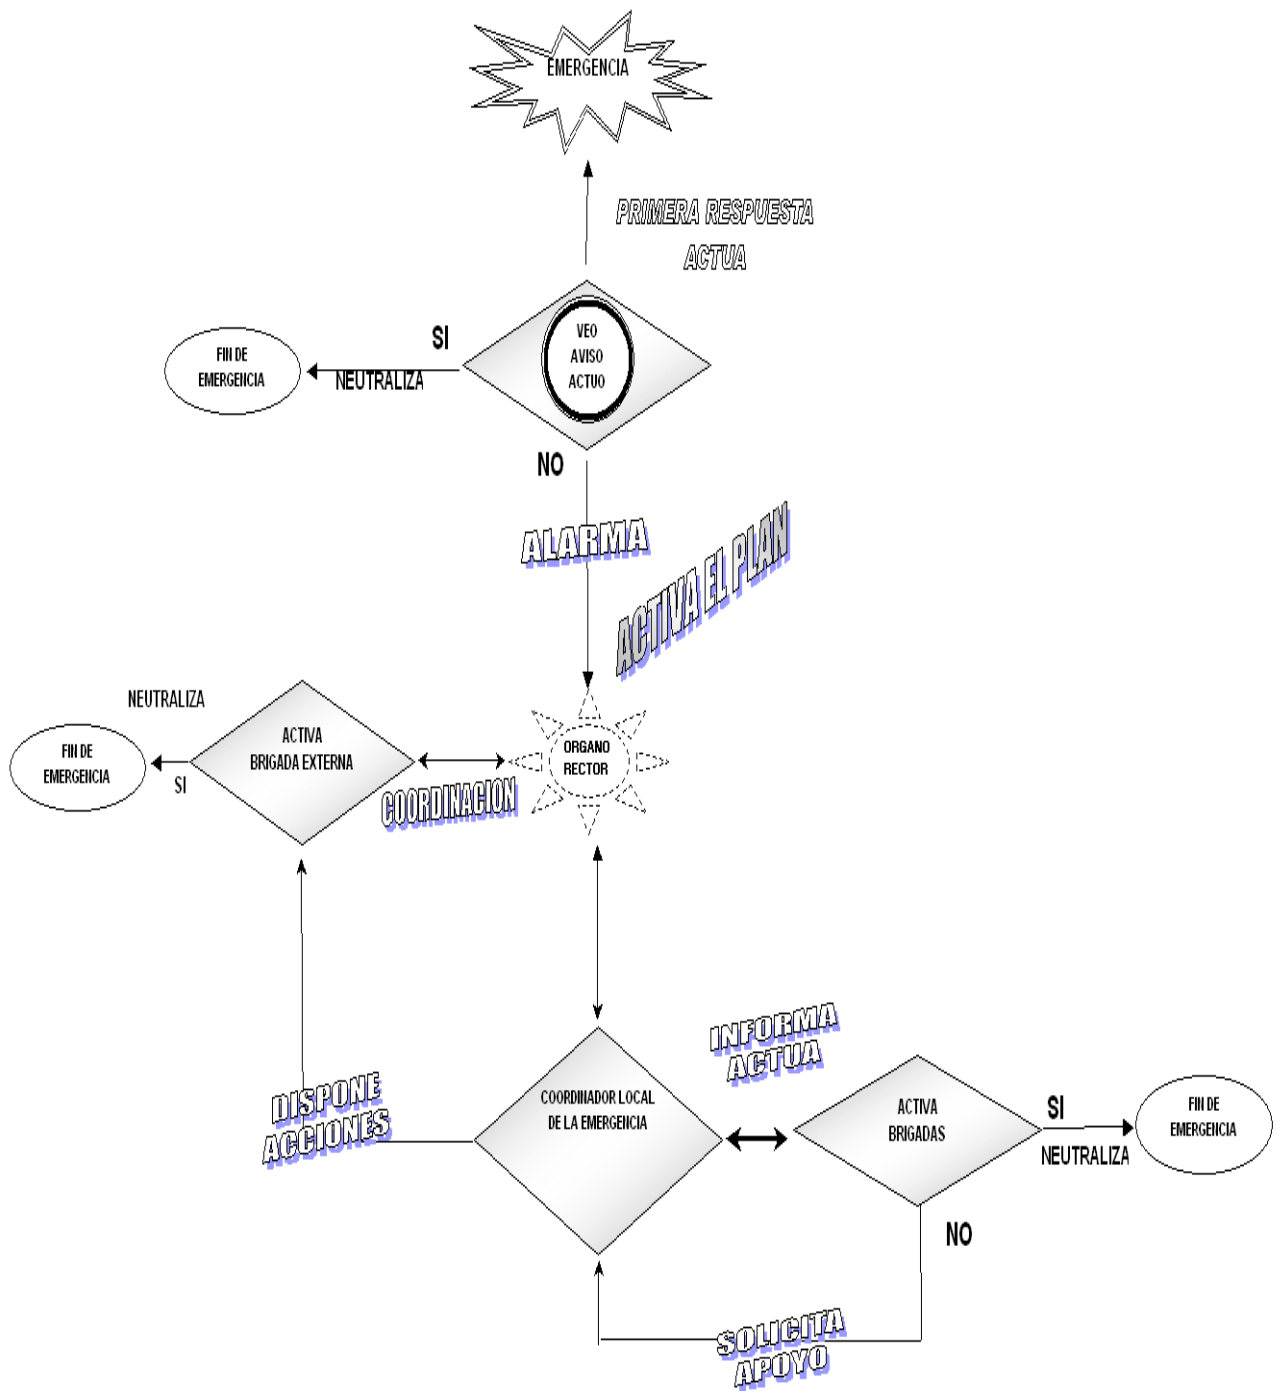 EMERGENCIA
PRIMERA RESPUESTA
ACTUA
SI
VEO
AVISO
ACTUO
FIN DE
EMERGENCIA
NEUTRALIZA
NO
ALARMA
ACTIVA EL PLAN
NEUTRALIZA
ACTIVA
BRIGADA EXTERNA
ORGANO
RECTOR
FIN DE
EMERGENCIA
SI
COORDINACION
INFORMA
ACTUA
DISPONE
ACCIONES
COORDINADOR LOCAL
DE LA EMERGENCIA
ACTIVA
BRIGADAS
SI
NEUTRALIZA
FIN DE
EMERGENCIA
NO
SOLICITA
APOYO